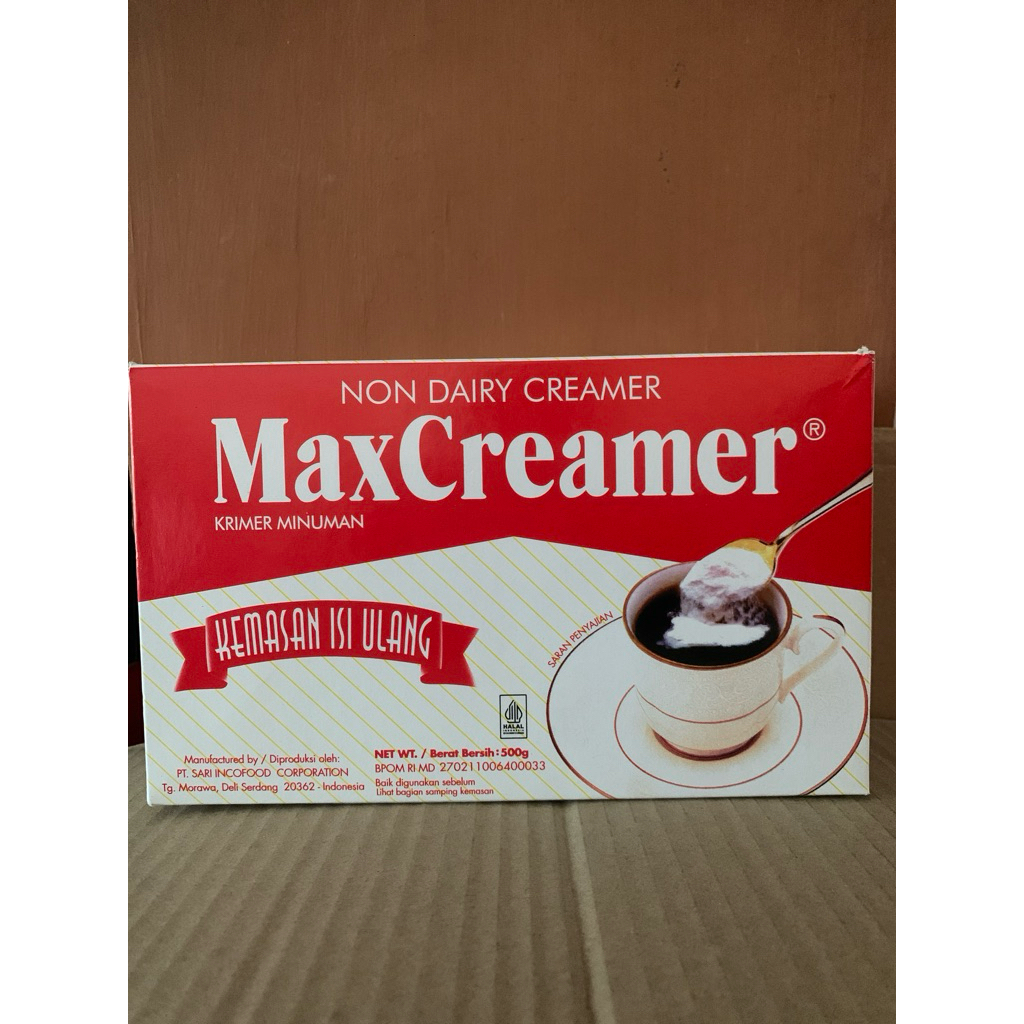 NON DAIRY CREAMER
MaxCreamer®
KRIMER MINUMAN
KEMASAN ISI ULANG
SARAN PENYAJIAN
HALAL
INDONESIA
Manufactured by / Diproduksi oleh:
PT. SARI INCOFOOD CORPORATION
Tg. Morawa, Deli Serdang 20362 - Indonesia
NET WT. / Berat Bersih : 500g
BPOM RI MD 270211006400033
Baik digunakan sebelum
Lihat bagian samping kemasan